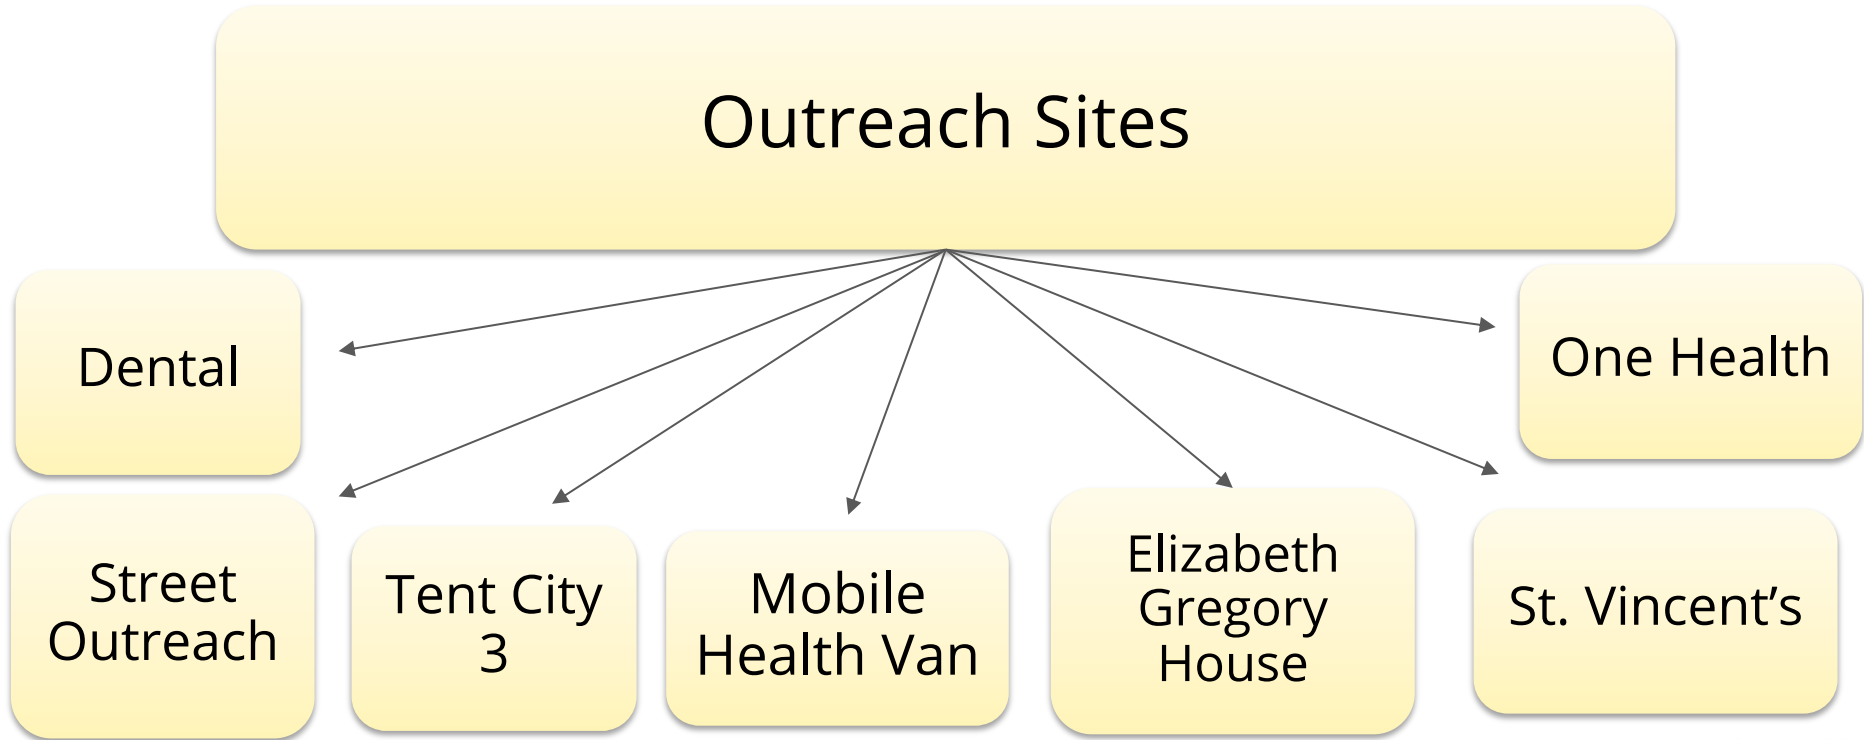 Outreach Sites
Dental
One Health
Street
Outreach
Tent City
3
Mobile
Health Van
Elizabeth
Gregory
House
St. Vincent’s